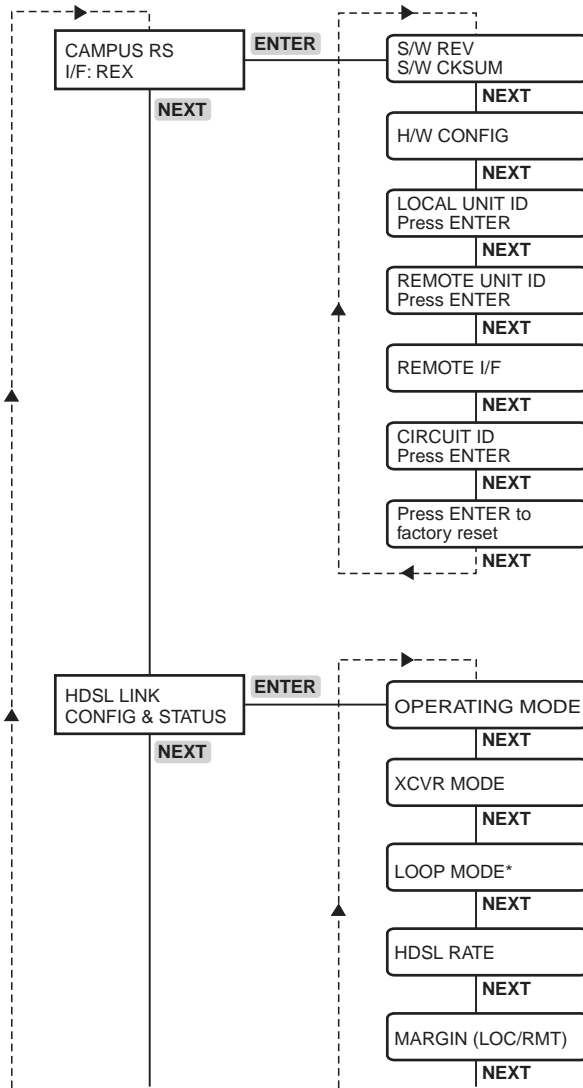 CAMPUS RS
I/F: REX
ENTER
NEXT
S/W REV
S/W CKSUM
NEXT
H/W CONFIG
NEXT
LOCAL UNIT ID
Press ENTER
NEXT
REMOTE UNIT ID
Press ENTER
NEXT
REMOTE I/F
NEXT
CIRCUIT ID
Press ENTER
NEXT
Press ENTER to
factory reset
NEXT
HDSL LINK
CONFIG & STATUS
ENTER
NEXT
OPERATING MODE
NEXT
XCVR MODE
NEXT
LOOP MODE*
NEXT
HDSL RATE
NEXT
MARGIN (LOC/RMT)
NEXT